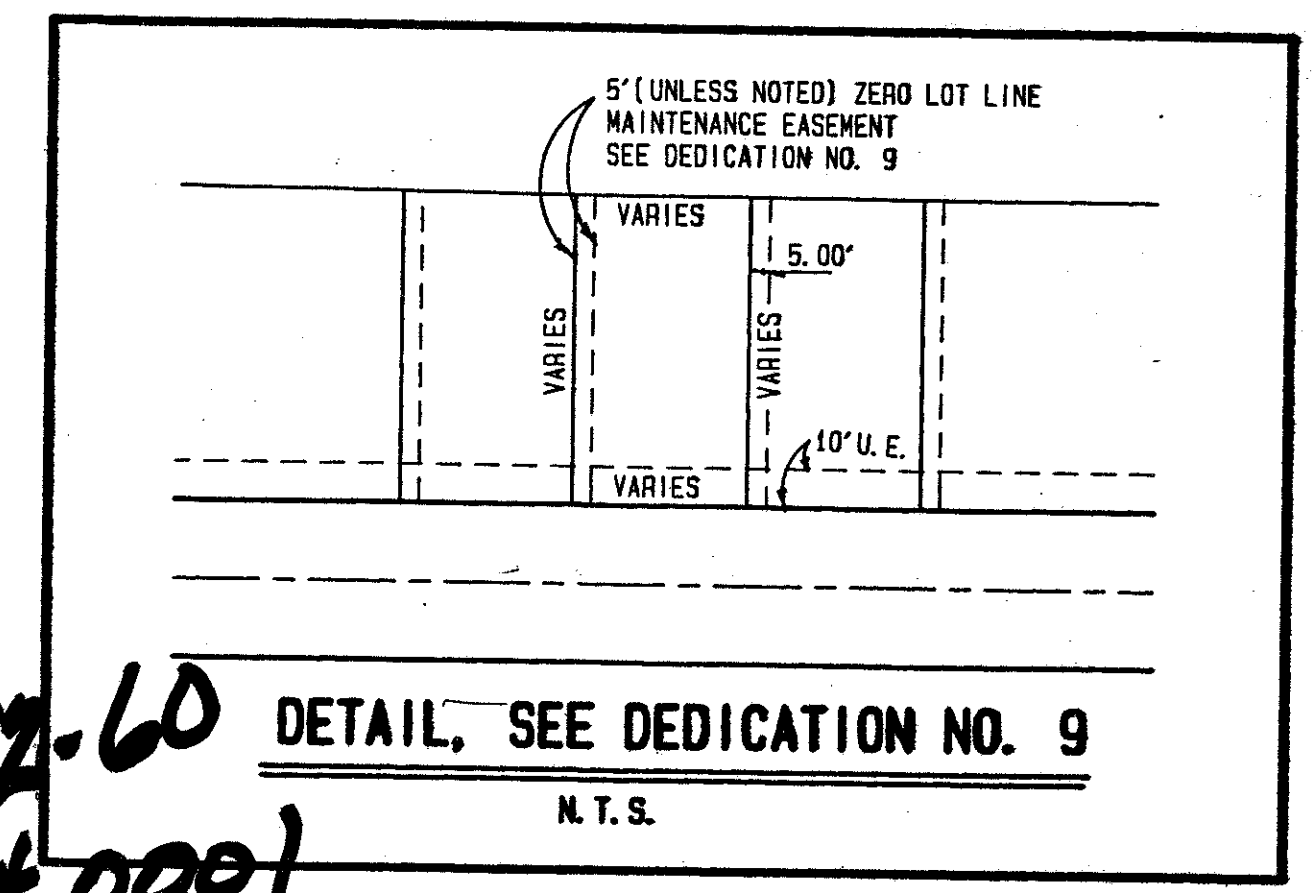 5'(UNLESS NOTED) ZERO LOT LINE
MAINTENANCE EASEMENT
SEE DEDICATION NO. 9
VARIES
5.00'
VARIES
VARIES
10' U.E.
VARIES
DETAIL, SEE DEDICATION NO. 9
N.T.S.